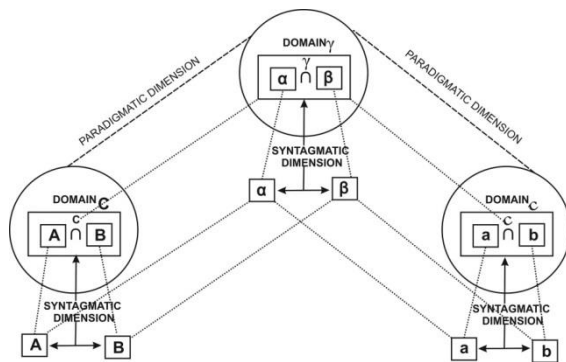 DOMAIN γ
γ
α ∩ β
PARADIGMATIC DIMENSION
PARADIGMATIC DIMENSION
SYNTAGMATIC
DIMENSION
α β
DOMAIN C
C
A ∩ B
SYNTAGMATIC
DIMENSION
A B
DOMAIN c
c
a ∩ b
SYNTAGMATIC
DIMENSION
a b